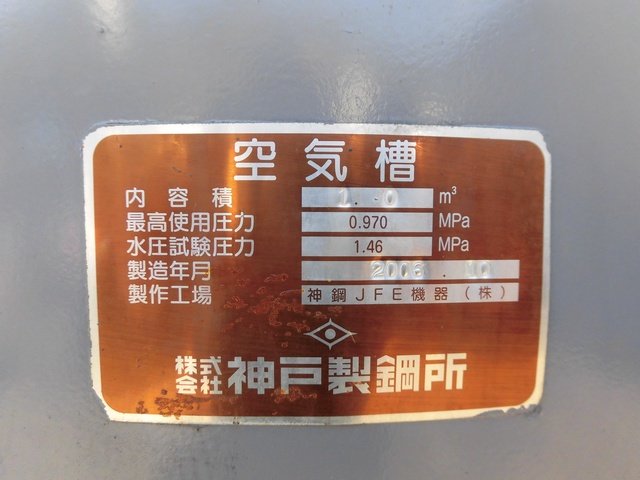 空気槽
内容積 1.0 m³
最高使用圧力 0.970 MPa
水圧試験圧力 1.46 MPa
製造年月 2006.10
製作工場 神鋼JFE機器(株)
株式会社 神戸製鋼所